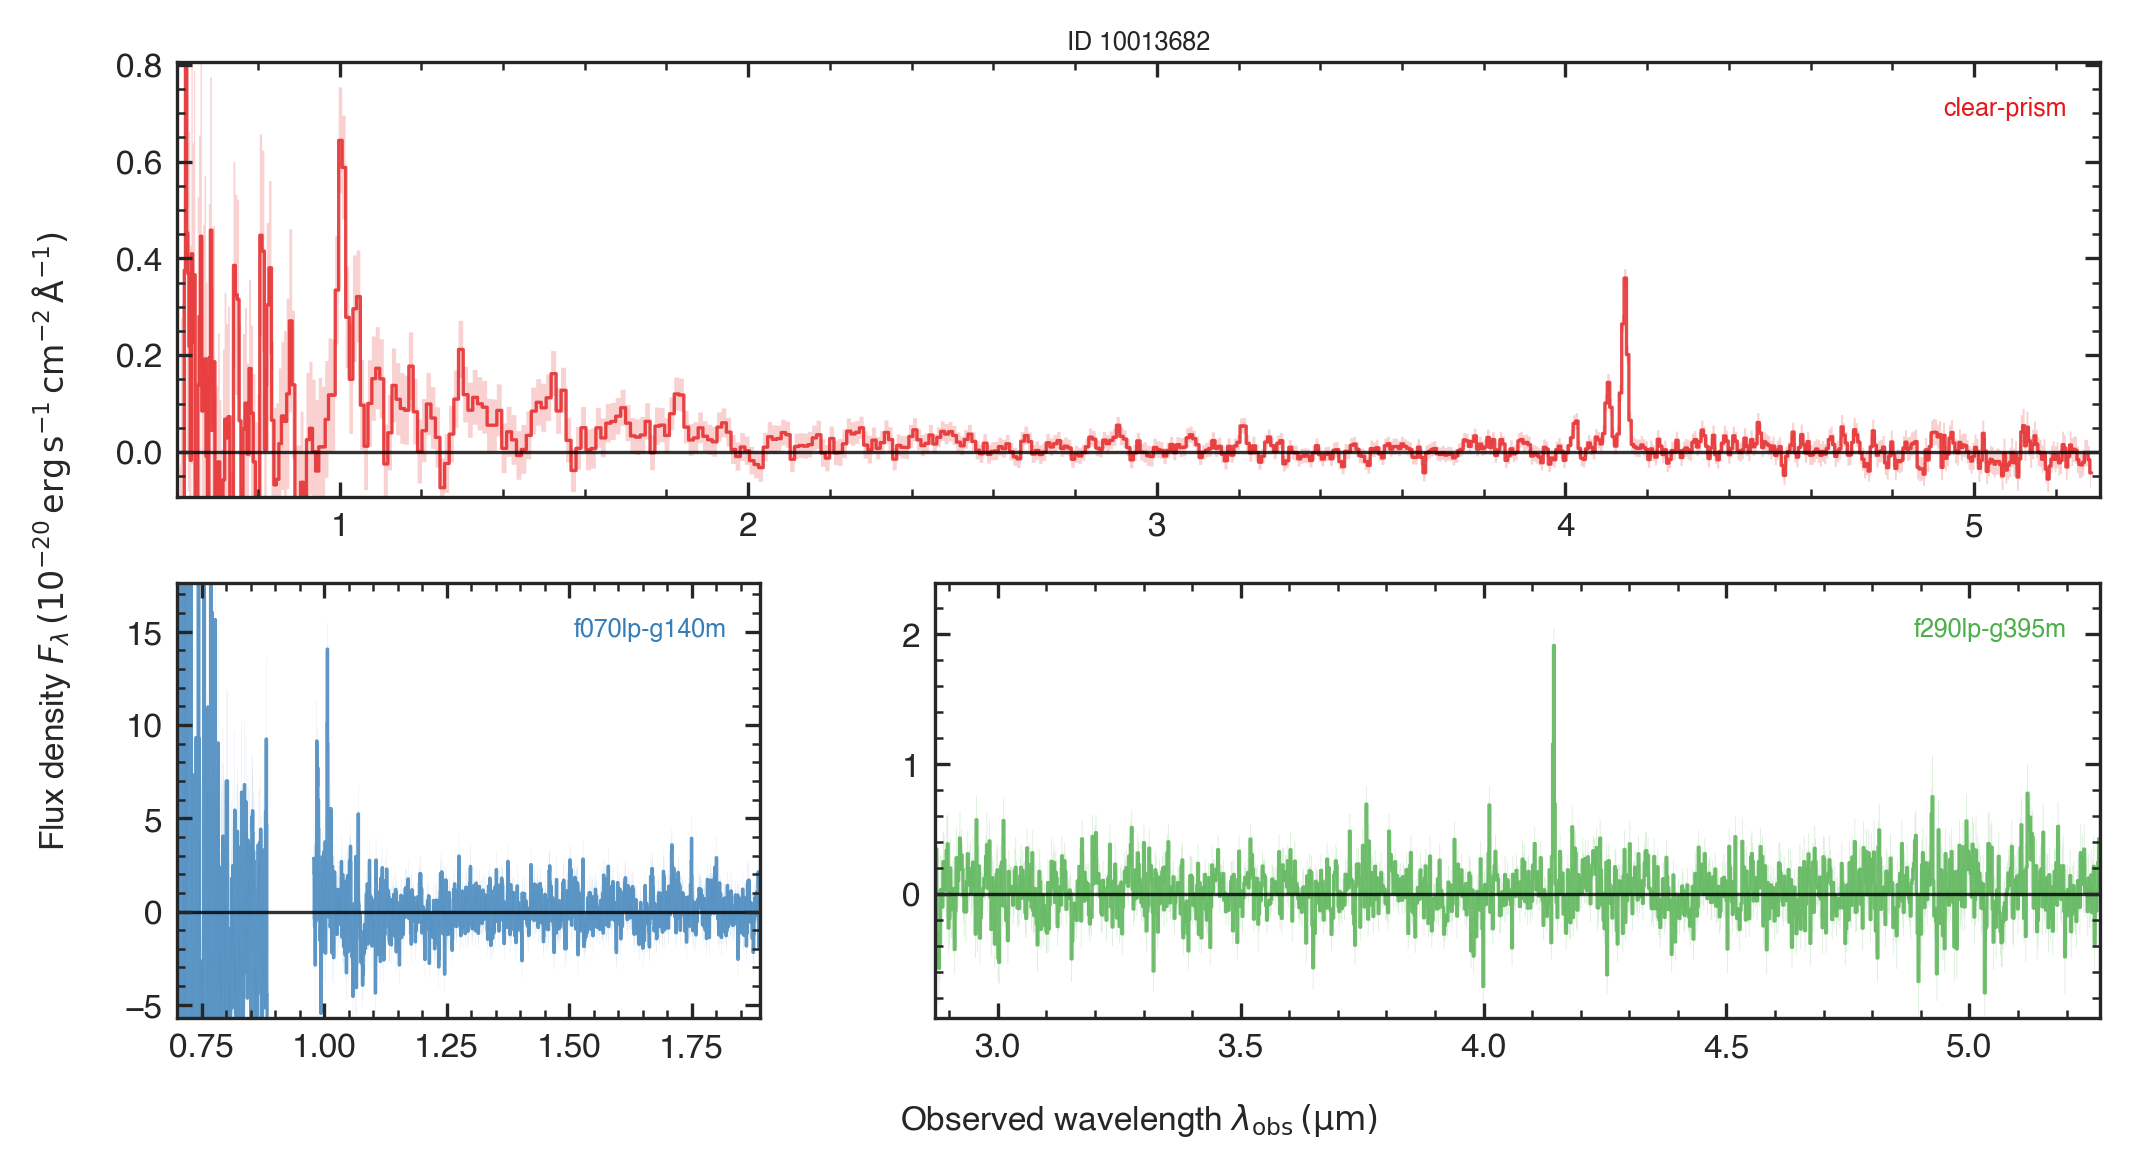 ID 10013682
clear-prism
0.8
0.6
0.4
0.2
0.0
1 2 3 4 5
Flux density Fλ (10⁻²⁰ erg s⁻¹ cm⁻² Å⁻¹)
f070lp-g140m
15
10
5
0
−5
0.75 1.00 1.25 1.50 1.75
f290lp-g395m
2
1
0
3.0 3.5 4.0 4.5 5.0
Observed wavelength λobs (μm)